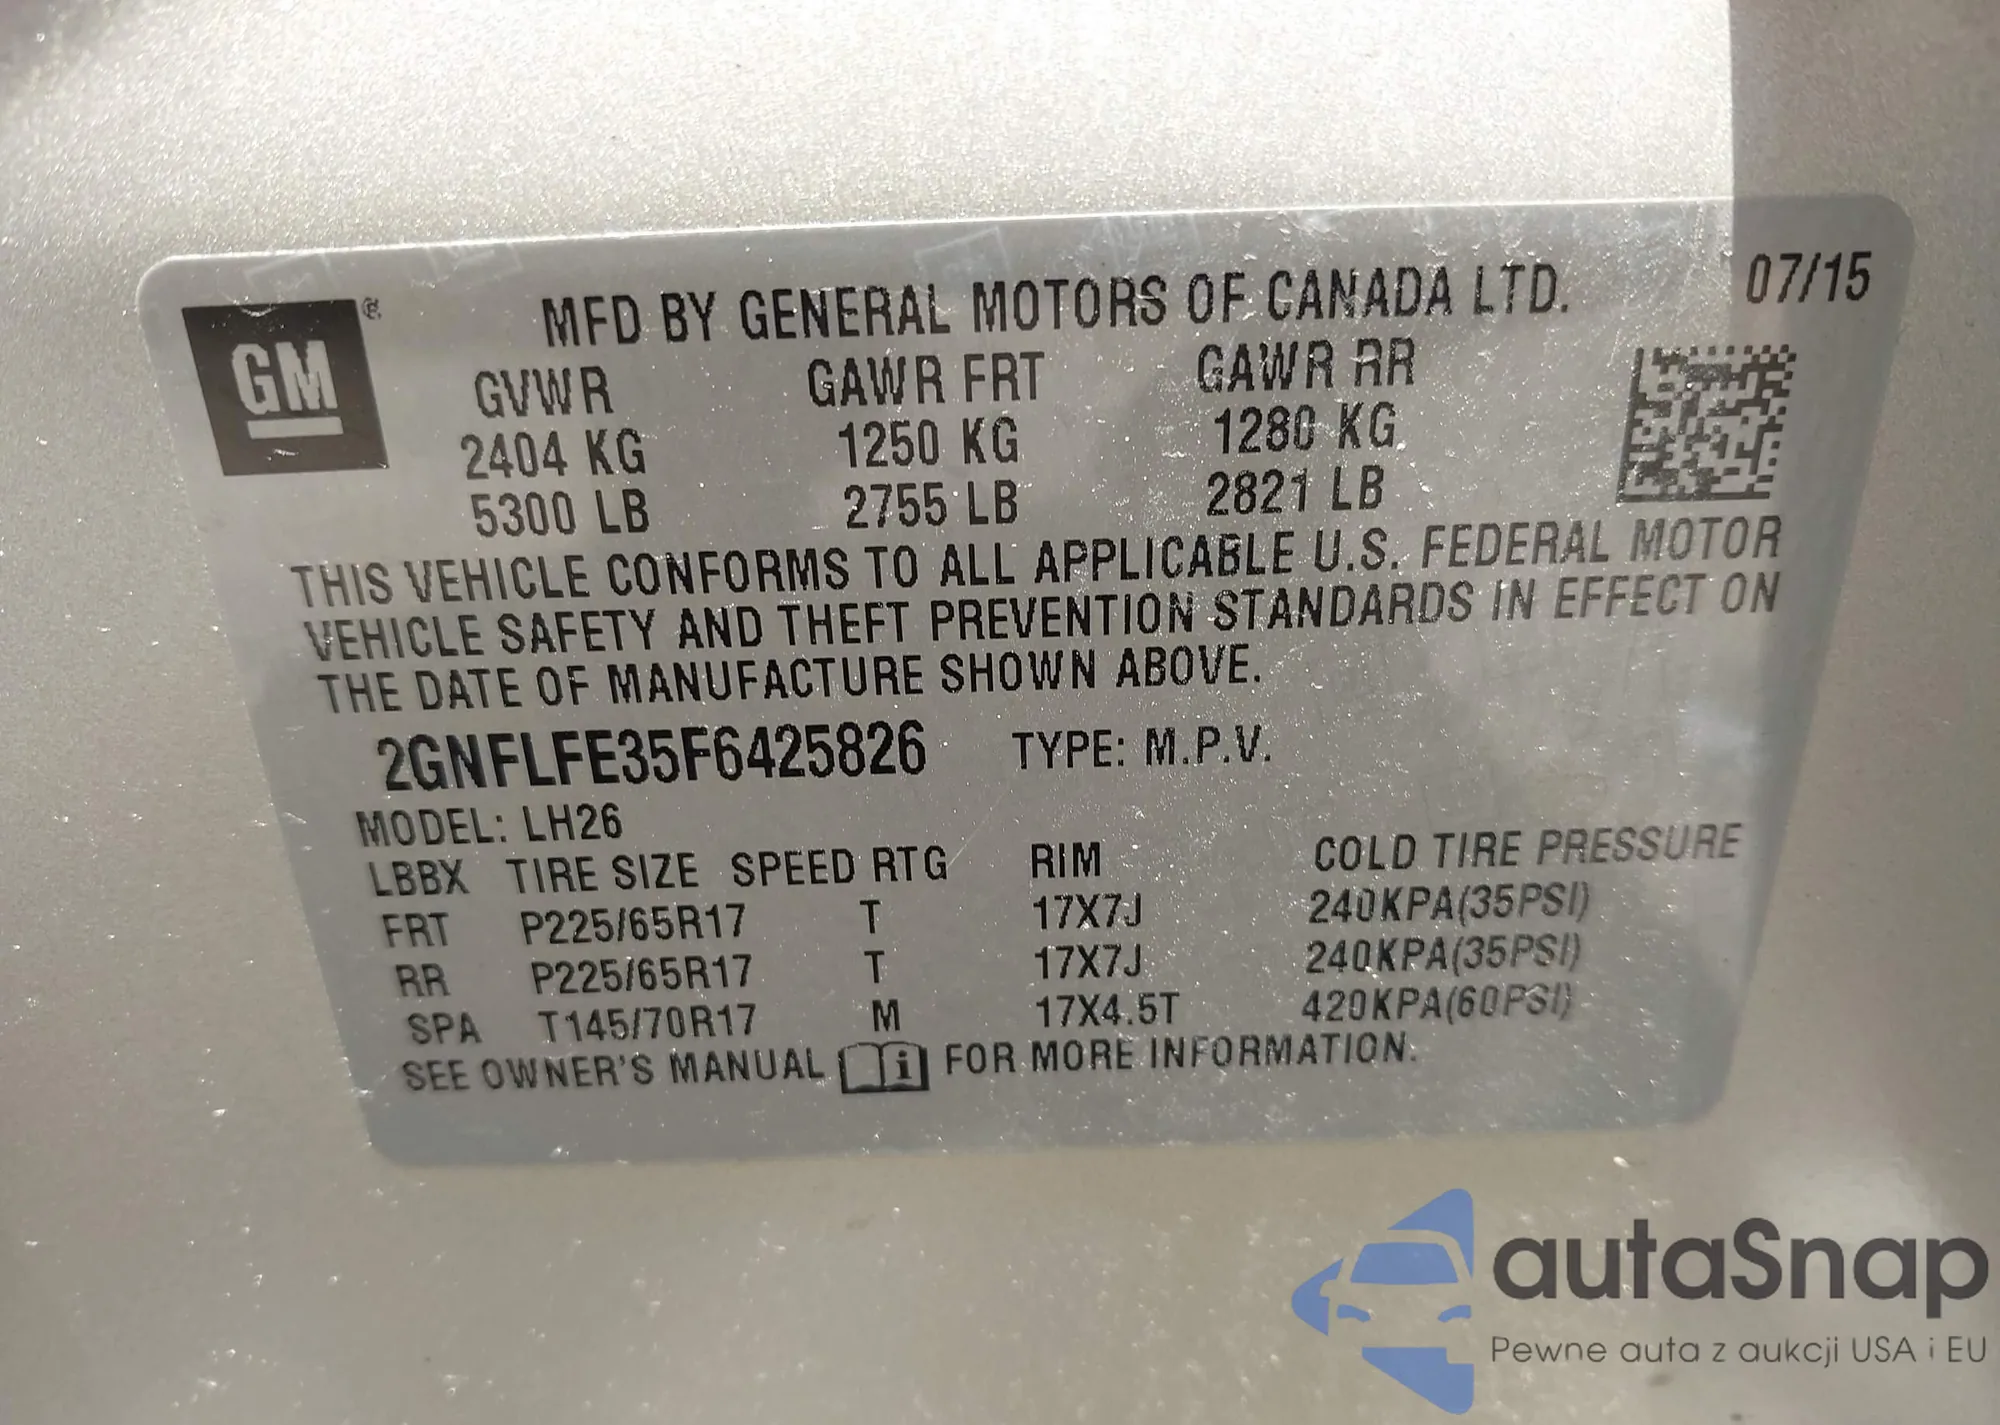 GM ®
MFD BY GENERAL MOTORS OF CANADA LTD. 07/15
GVWR GAWR FRT GAWR RR
2404 KG 1250 KG 1280 KG
5300 LB 2755 LB 2821 LB
THIS VEHICLE CONFORMS TO ALL APPLICABLE U.S. FEDERAL MOTOR
VEHICLE SAFETY AND THEFT PREVENTION STANDARDS IN EFFECT ON
THE DATE OF MANUFACTURE SHOWN ABOVE.
2GNFLFE35F6425826 TYPE: M.P.V.
MODEL: LH26
LBBX TIRE SIZE SPEED RTG RIM COLD TIRE PRESSURE
FRT P225/65R17 T 17X7J 240KPA(35PSI)
RR P225/65R17 T 17X7J 240KPA(35PSI)
SPA T145/70R17 M 17X4.5T 420KPA(60PSI)
SEE OWNER'S MANUAL i FOR MORE INFORMATION.
autaSnap
Pewne auta z aukcji USA i EU